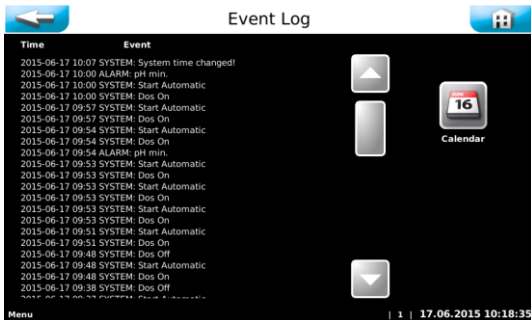 Event Log
Time Event
2015-06-17 10:07 SYSTEM: System time changed!
2015-06-17 10:00 ALARM: pH min.
2015-06-17 10:00 SYSTEM: Start Automatic
2015-06-17 10:00 SYSTEM: Dos On
2015-06-17 09:57 SYSTEM: Start Automatic
2015-06-17 09:57 SYSTEM: Dos On
2015-06-17 09:54 SYSTEM: Start Automatic
2015-06-17 09:54 SYSTEM: Dos On
2015-06-17 09:54 ALARM: pH min.
2015-06-17 09:53 SYSTEM: Start Automatic
2015-06-17 09:53 SYSTEM: Dos On
2015-06-17 09:53 SYSTEM: Start Automatic
2015-06-17 09:53 SYSTEM: Dos On
2015-06-17 09:53 SYSTEM: Start Automatic
2015-06-17 09:53 SYSTEM: Dos On
2015-06-17 09:51 SYSTEM: Start Automatic
2015-06-17 09:51 SYSTEM: Dos On
2015-06-17 09:48 SYSTEM: Dos Off
2015-06-17 09:48 SYSTEM: Start Automatic
2015-06-17 09:48 SYSTEM: Dos On
2015-06-17 09:38 SYSTEM: Dos Off
2015-06-17 09:37 SYSTEM: Start Automatic
16
Calendar
Menu | 1 | 17.06.2015 10:18:35